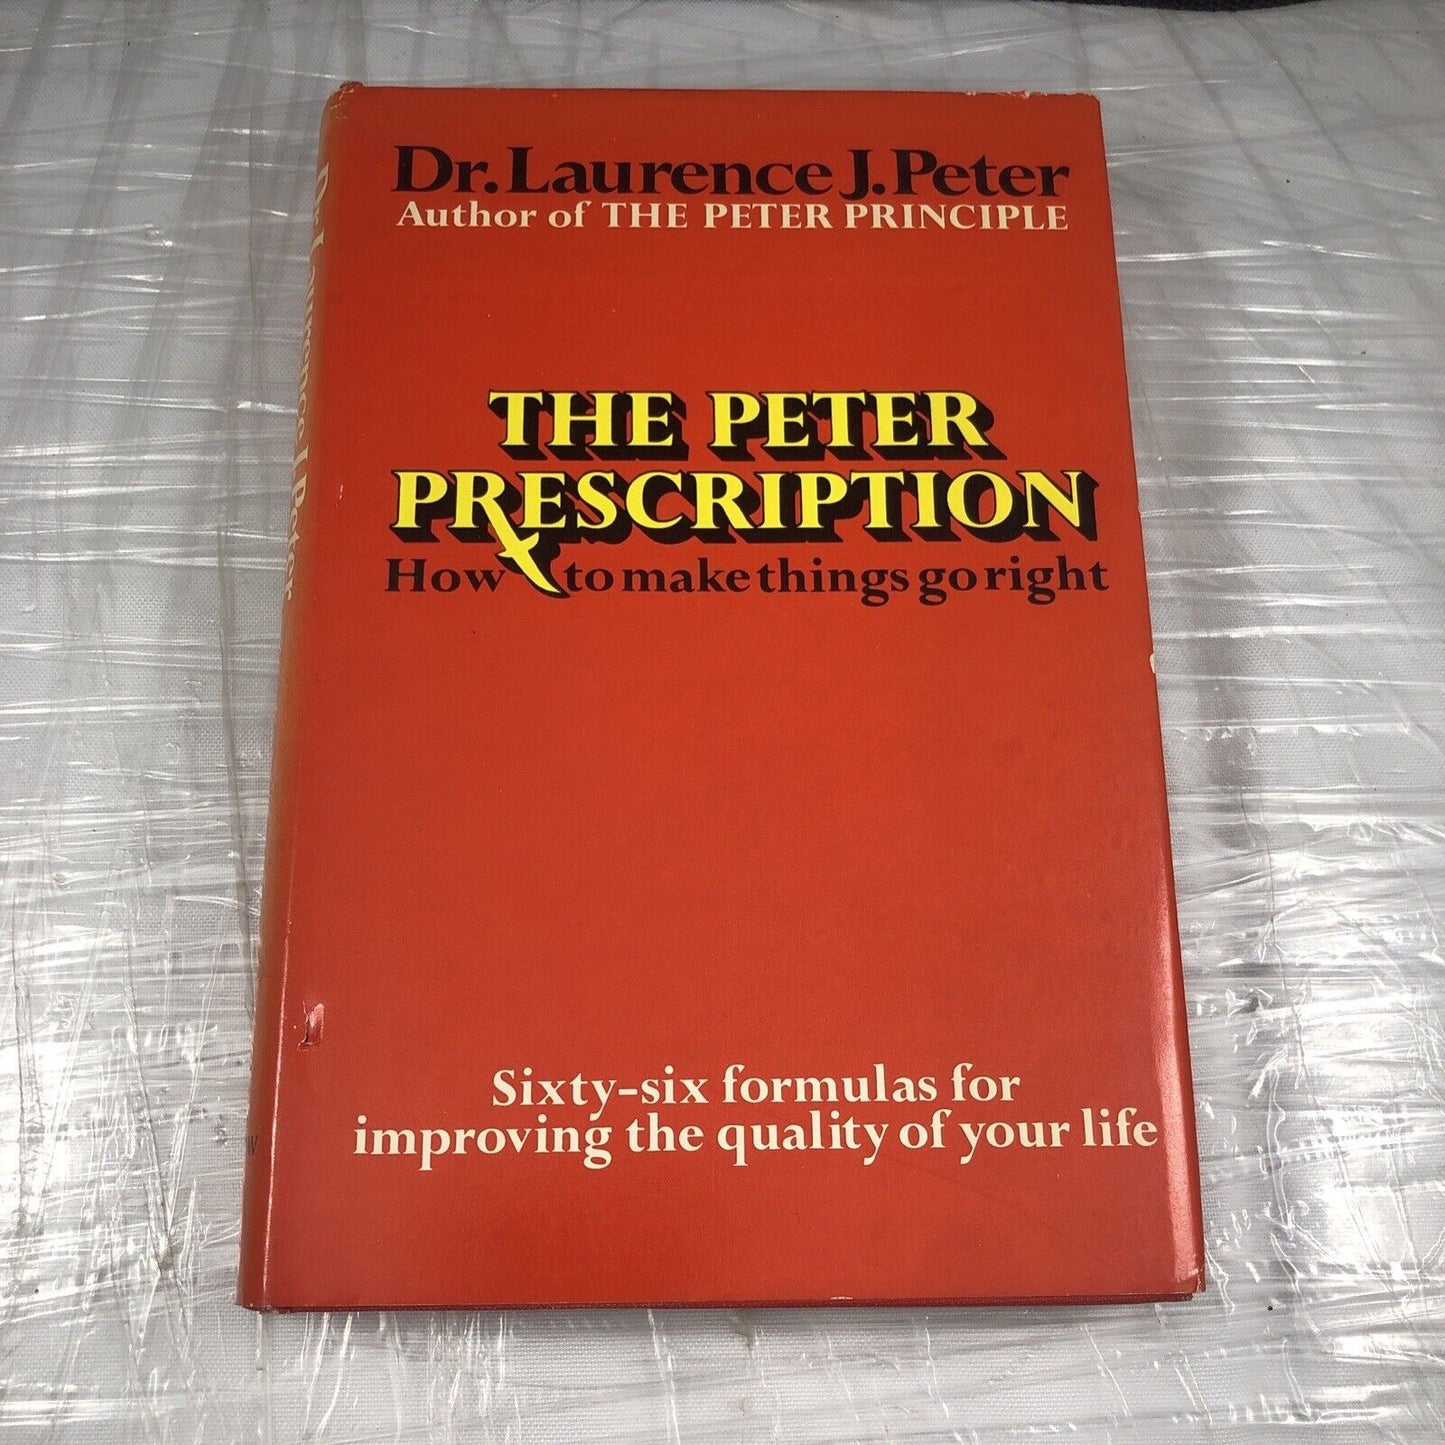 Dr. Laurence J. Peter
Author of THE PETER PRINCIPLE
THE PETER
PRESCRIPTION
How to make things go right
Sixty-six formulas for
improving the quality of your life
Dr. Laurence J. Peter